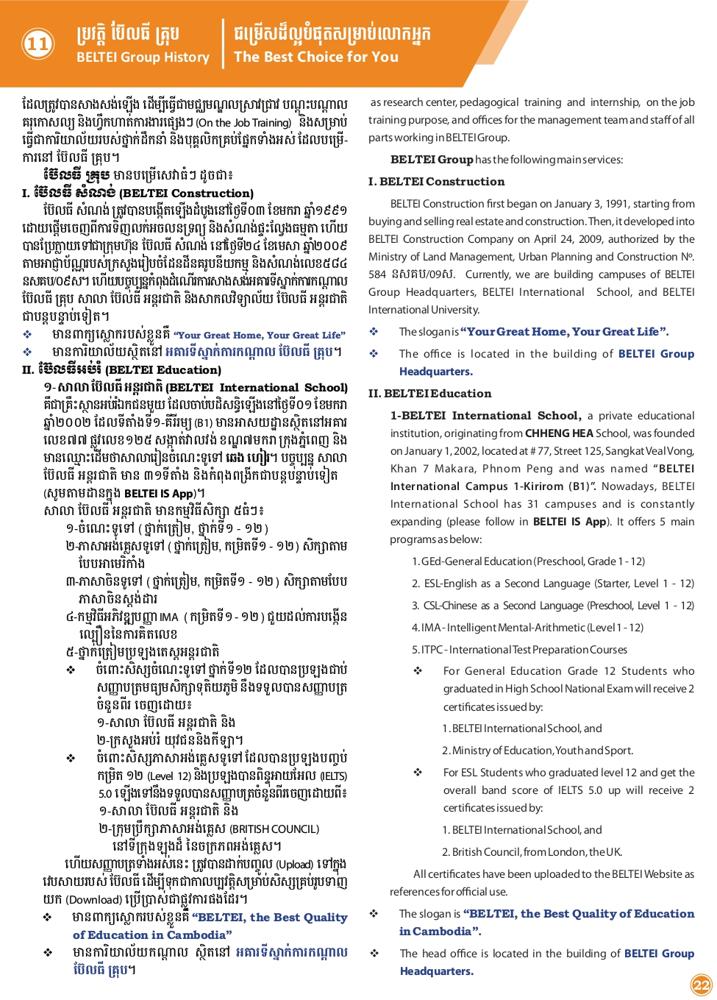 11
ប្រវត្តិ ប៊ែលធី គ្រុប
BELTEI Group History
ជម្រើសដ៏ល្អបំផុតសម្រាប់លោកអ្នក
The Best Choice for You
ដែលត្រូវបានសាងសង់ឡើង ដើម្បីធ្វើជាមជ្ឈមណ្ឌលស្រាវជ្រាវ បណ្តុះបណ្តាល
គរុកោសល្យ និងហ្វឹកហាត់ការងារផ្សេងៗ (On the Job Training) និងសម្រាប់
ធ្វើជាការិយាល័យរបស់ថ្នាក់ដឹកនាំ និងបុគ្គលិកគ្រប់ផ្នែកទាំងអស់ ដែលបម្រើ-
ការនៅ ប៊ែលធី គ្រុប។
ប៊ែលធី គ្រុប មានបម្រើសេវាធំៗ ដូចជា៖
I. ប៊ែលធី សំណង់ (BELTEI Construction)
ប៊ែលធី សំណង់ ត្រូវបានបង្កើតឡើងដំបូងនៅថ្ងៃទី០៣ ខែមករា ឆ្នាំ១៩៩១
ដោយផ្តើមចេញពីការទិញលក់អចលនទ្រព្យ និងសំណង់ផ្ទះល្វែងធម្មតា ហើយ
បានប្រែក្លាយទៅជាក្រុមហ៊ុន ប៊ែលធី សំណង់ នៅថ្ងៃទី២៤ ខែមេសា ឆ្នាំ២០០៩
តាមអាជ្ញាប័ណ្ណរបស់ក្រសួងរៀបចំដែនដីនគរូបនីយកម្ម និងសំណង់លេខ៥៨៤
នសគប/០៩ស។ ហើយបច្ចុប្បន្នកំពុងដំណើរការសាងសង់អគារទីស្នាក់ការកណ្តាល
ប៊ែលធី គ្រុប សាលា ប៊ែលធី អន្តរជាតិ និងសាកលវិទ្យាល័យ ប៊ែលធី អន្តរជាតិ
ជាបន្តបន្ទាប់ទៀត។
❖ មានពាក្យស្លោករបស់ខ្លួនគឺ “Your Great Home, Your Great Life”
❖ មានការិយាល័យស្ថិតនៅ អគារទីស្នាក់ការកណ្តាល ប៊ែលធី គ្រុប។
II. ប៊ែលធីអប់រំ (BELTEI Education)
១-សាលា ប៊ែលធី អន្តរជាតិ (BELTEI International School)
គឺជាគ្រឹះស្ថានអប់រំឯកជនមួយ ដែលចាប់បដិសន្ធិឡើងនៅថ្ងៃទី០១ ខែមករា
ឆ្នាំ២០០២ ដែលទីតាំងទី១-គីរីរម្យ (B1) មានអាសយដ្ឋានស្ថិតនៅអគារ
លេខ៧៧ ផ្លូវលេខ១២៥ សង្កាត់វាលវង់ ខណ្ឌ៧មករា ក្រុងភ្នំពេញ និង
មានឈ្មោះដើមថាសាលារៀនចំណេះទូទៅ ឆេង ហៀរ។ បច្ចុប្បន្ន សាលា
ប៊ែលធី អន្តរជាតិ មាន ៣១ទីតាំង និងកំពុងពង្រីកជាបន្តបន្ទាប់ទៀត
(សូមតាមដានក្នុង BELTEI IS App)។
សាលា ប៊ែលធី អន្តរជាតិ មានកម្មវិធីសិក្សា ៥ធំៗ៖
១-ចំណេះទូទៅ ( ថ្នាក់ត្រៀម, ថ្នាក់ទី១ - ១២ )
២-ភាសាអង់គ្លេសទូទៅ ( ថ្នាក់ត្រៀម, កម្រិតទី១ - ១២ ) សិក្សាតាម
បែបអាមេរិកាំង
៣-ភាសាចិនទូទៅ ( ថ្នាក់ត្រៀម, កម្រិតទី១ - ១២ ) សិក្សាតាមបែប
ភាសាចិនស្តង់ដារ
៤-កម្មវិធីអភិវឌ្ឍបញ្ញា IMA ( កម្រិតទី១ - ១២ ) ជួយដល់ការបង្កើន
ល្បឿននៃការគិតលេខ
៥-ថ្នាក់ត្រៀមប្រឡងតេស្តអន្តរជាតិ
❖ ចំពោះសិស្សចំណេះទូទៅ ថ្នាក់ទី១២ ដែលបានប្រឡងជាប់
សញ្ញាបត្រមធ្យមសិក្សាទុតិយភូមិ នឹងទទួលបានសញ្ញាបត្រ
ចំនួនពីរ ចេញដោយ៖
១-សាលា ប៊ែលធី អន្តរជាតិ និង
២-ក្រសួងអប់រំ យុវជននិងកីឡា។
❖ ចំពោះសិស្សភាសាអង់គ្លេសទូទៅ ដែលបានប្រឡងបញ្ចប់
កម្រិត ១២ (Level 12) និងប្រឡងបានពិន្ទុអាយអែល (IELTS)
5.0 ឡើងទៅនឹងទទួលបានសញ្ញាបត្រចំនួនពីរចេញដោយពី៖
១-សាលា ប៊ែលធី អន្តរជាតិ និង
២-ក្រុមប្រឹក្សាភាសាអង់គ្លេស (BRITISH COUNCIL)
នៅទីក្រុងឡុងដ៍ នៃចក្រភពអង់គ្លេស។
ហើយសញ្ញាបត្រទាំងអស់នេះ ត្រូវបានដាក់បញ្ចូល (Upload) ទៅក្នុង
វេបសាយរបស់ ប៊ែលធី ដើម្បីទុកជាកាលប្បវត្តិសម្រាប់សិស្សគ្រប់រូបទាញ
យក (Download) ប្រើប្រាស់ជាផ្លូវការផងដែរ។
❖ មានពាក្យស្លោករបស់ខ្លួនគឺ “BELTEI, the Best Quality
of Education in Cambodia”
❖ មានការិយាល័យកណ្តាល ស្ថិតនៅ អគារទីស្នាក់ការកណ្តាល
ប៊ែលធី គ្រុប។
as research center, pedagogical training and internship, on the job
training purpose, and offices for the management team and staff of all
parts working in BELTEI Group.
BELTEI Group has the following main services:
I. BELTEI Construction
BELTEI Construction first began on January 3, 1991, starting from
buying and selling real estate and construction. Then, it developed into
BELTEI Construction Company on April 24, 2009, authorized by the
Ministry of Land Management, Urban Planning and Construction Nº.
584 នសគប/០៩ស. Currently, we are building campuses of BELTEI
Group Headquarters, BELTEI International School, and BELTEI
International University.
❖ The slogan is “Your Great Home, Your Great Life”.
❖ The office is located in the building of BELTEI Group
Headquarters.
II. BELTEI Education
1-BELTEI International School, a private educational
institution, originating from CHHENG HEA School, was founded
on January 1, 2002, located at # 77, Street 125, Sangkat Veal Vong,
Khan 7 Makara, Phnom Peng and was named “BELTEI
International Campus 1-Kirirom (B1)”. Nowadays, BELTEI
International School has 31 campuses and is constantly
expanding (please follow in BELTEI IS App). It offers 5 main
programs as below:
1. GEd-General Education (Preschool, Grade 1 - 12)
2. ESL-English as a Second Language (Starter, Level 1 - 12)
3. CSL-Chinese as a Second Language (Preschool, Level 1 - 12)
4. IMA - Intelligent Mental-Arithmetic (Level 1 - 12)
5. ITPC - International Test Preparation Courses
❖ For General Education Grade 12 Students who
graduated in High School National Exam will receive 2
certificates issued by:
1. BELTEI International School, and
2. Ministry of Education, Youth and Sport.
❖ For ESL Students who graduated level 12 and get the
overall band score of IELTS 5.0 up will receive 2
certificates issued by:
1. BELTEI International School, and
2. British Council, from London, the UK.
All certificates have been uploaded to the BELTEI Website as
references for official use.
❖ The slogan is “BELTEI, the Best Quality of Education
in Cambodia”.
❖ The head office is located in the building of BELTEI Group
Headquarters.
22